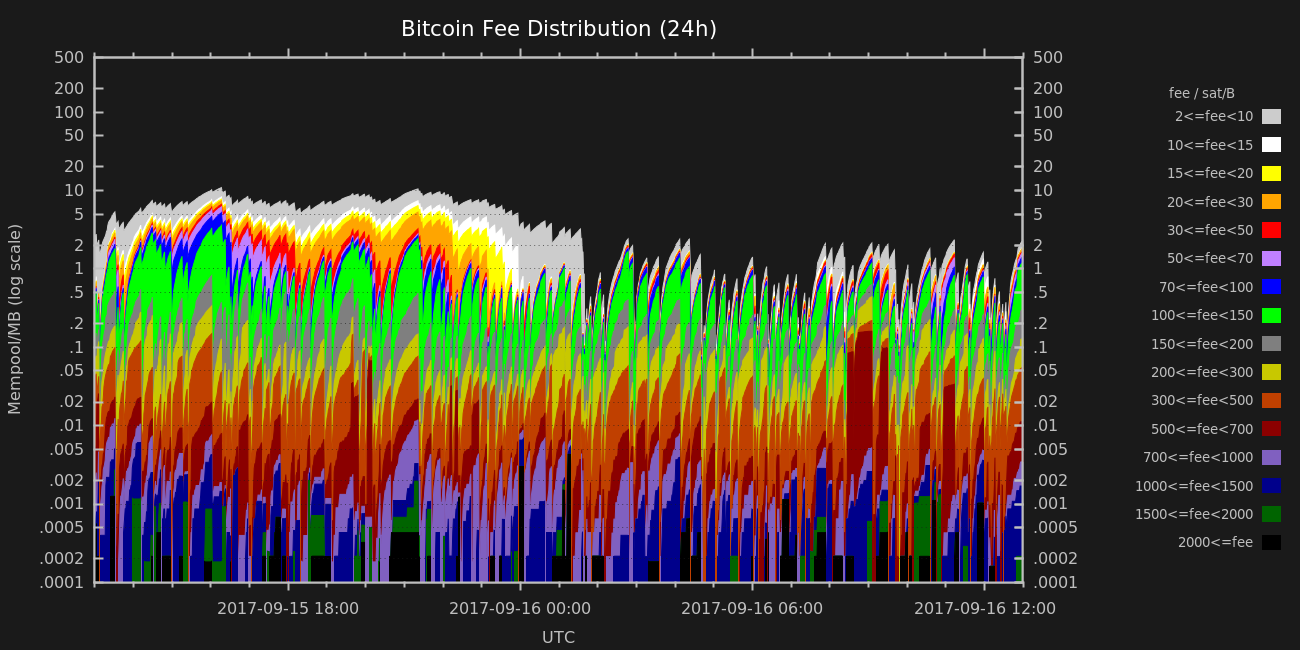 Bitcoin Fee Distribution (24h)
Mempool/MB (log scale)
500
200
100
50
20
10
5
2
1
.5
.2
.1
.05
.02
.01
.005
.002
.001
.0005
.0002
.0001
500
200
100
50
20
10
5
2
1
.5
.2
.1
.05
.02
.01
.005
.002
.001
.0005
.0002
.0001
2017-09-15 18:00
2017-09-16 00:00
2017-09-16 06:00
2017-09-16 12:00
UTC
fee / sat/B
2<=fee<10
10<=fee<15
15<=fee<20
20<=fee<30
30<=fee<50
50<=fee<70
70<=fee<100
100<=fee<150
150<=fee<200
200<=fee<300
300<=fee<500
500<=fee<700
700<=fee<1000
1000<=fee<1500
1500<=fee<2000
2000<=fee